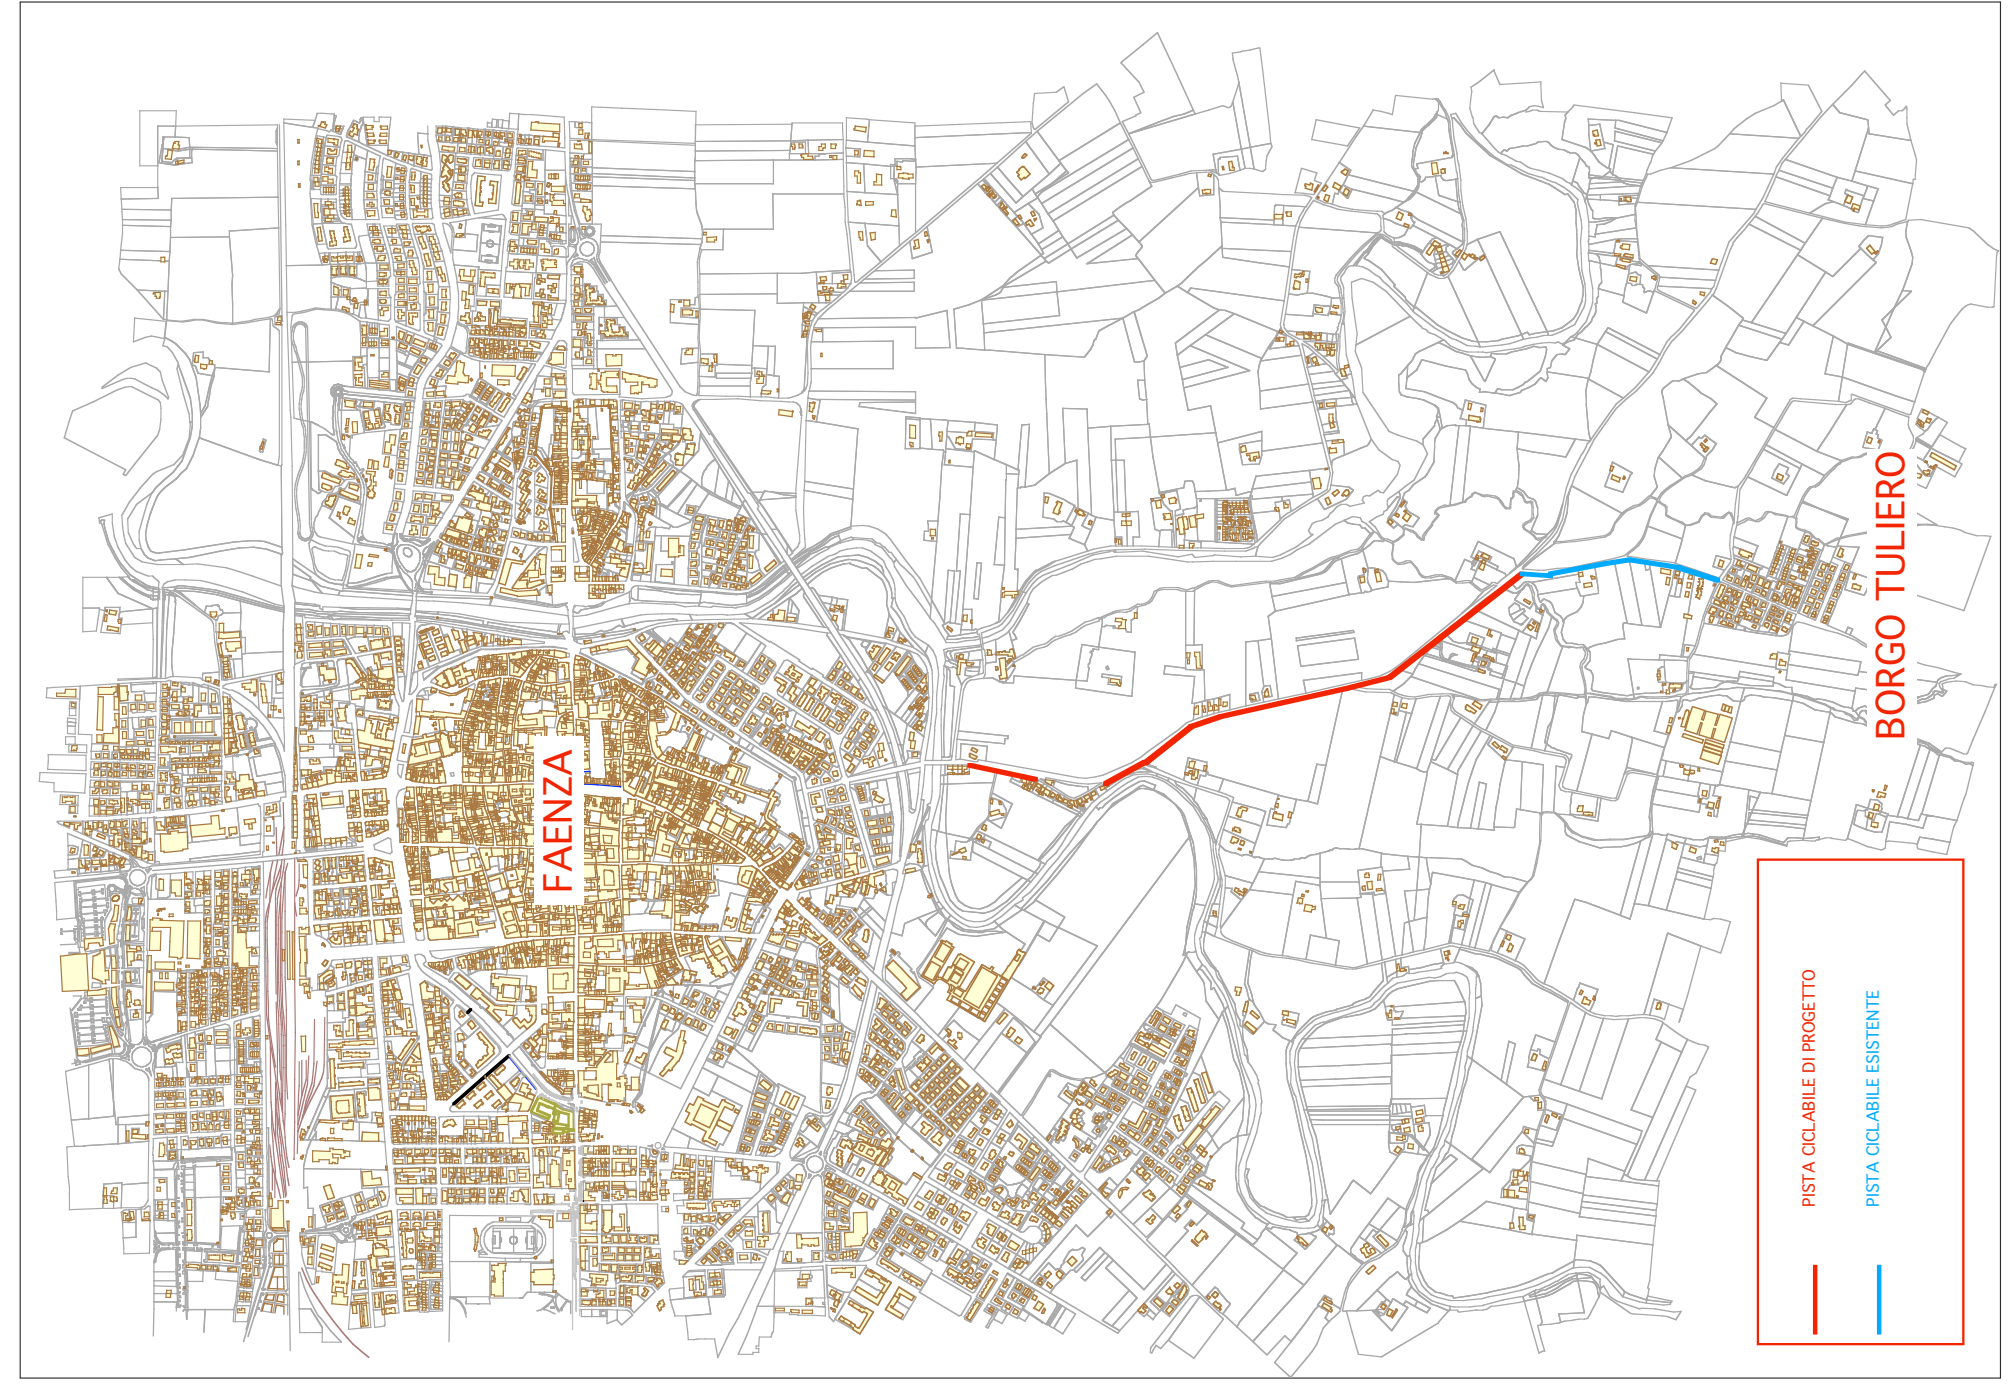 FAENZA
BORGO TULIERO
PISTA CICLABILE DI PROGETTO
PISTA CICLABILE ESISTENTE